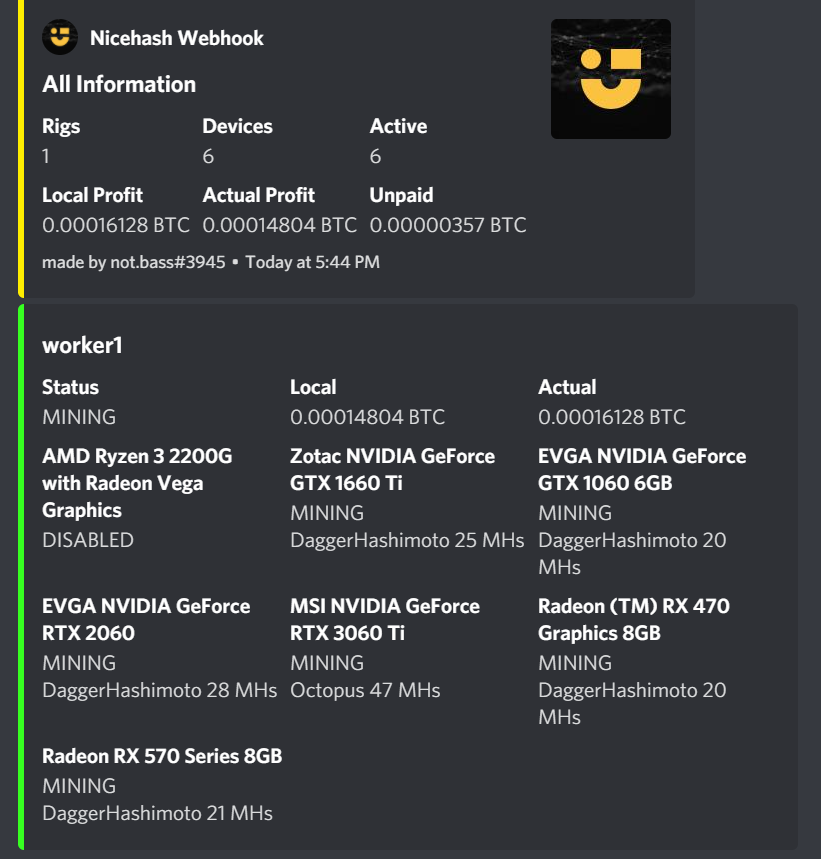 Nicehash Webhook
All Information
Rigs Devices Active
1 6 6
Local Profit Actual Profit Unpaid
0.00016128 BTC 0.00014804 BTC 0.00000357 BTC
made by not.bass#3945 • Today at 5:44 PM
worker1
Status Local Actual
MINING 0.00014804 BTC 0.00016128 BTC
AMD Ryzen 3 2200G
with Radeon Vega
Graphics
DISABLED
Zotac NVIDIA GeForce
GTX 1660 Ti
MINING
DaggerHashimoto 25 MHs
EVGA NVIDIA GeForce
GTX 1060 6GB
MINING
DaggerHashimoto 20
MHs
EVGA NVIDIA GeForce
RTX 2060
MINING
DaggerHashimoto 28 MHs
MSI NVIDIA GeForce
RTX 3060 Ti
MINING
Octopus 47 MHs
Radeon (TM) RX 470
Graphics 8GB
MINING
DaggerHashimoto 20
MHs
Radeon RX 570 Series 8GB
MINING
DaggerHashimoto 21 MHs